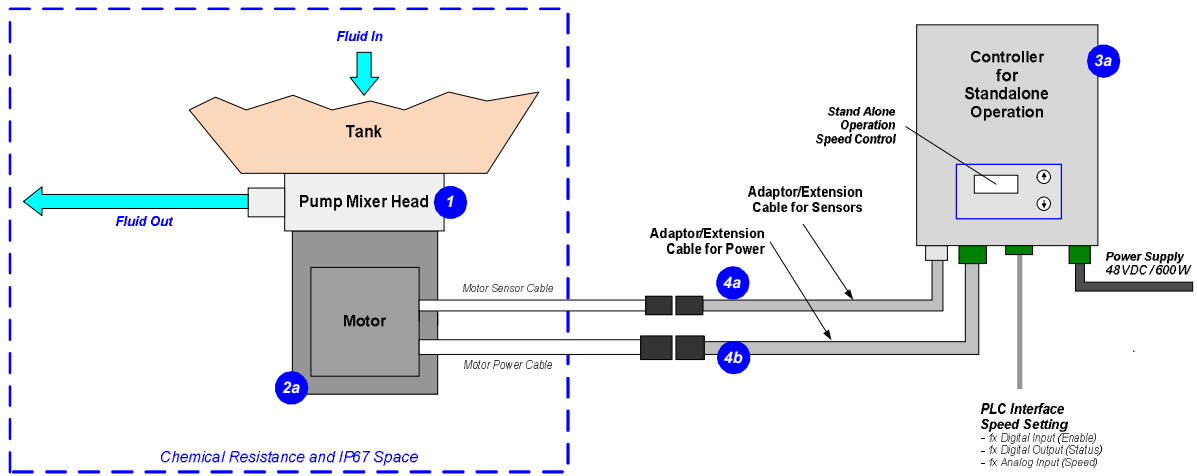 Fluid In
Tank
Pump Mixer Head
1
Fluid Out
Motor
2a
Motor Sensor Cable
Motor Power Cable
Chemical Resistance and IP67 Space
Adaptor/Extension
Cable for Power
Adaptor/Extension
Cable for Sensors
4a
4b
Controller
for
Standalone
Operation
3a
Stand Alone
Operation
Speed Control
Power Supply
48VDC / 600W
PLC Interface
Speed Setting
– 1x Digital Input (Enable)
– 1x Digital Output (Status)
– 1x Analog Input (Speed)